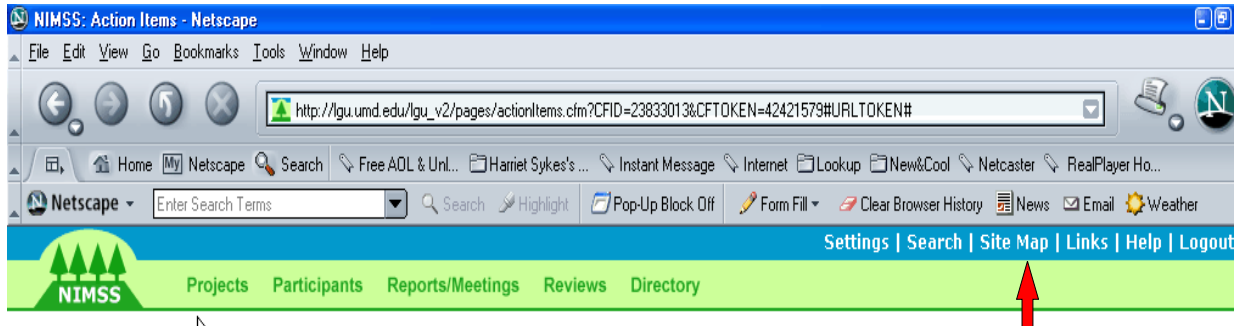 NIMSS: Action Items - Netscape
File Edit View Go Bookmarks Tools Window Help
http://lgu.umd.edu/lgu_v2/pages/actionItems.cfm?CFID=23833013&CFTOKEN=42421579#URLTOKEN#
N
Home My Netscape Search Free AOL & Unl... Harriet Sykes's ... Instant Message Internet Lookup New&Cool Netcaster RealPlayer Ho...
Netscape Enter Search Terms Search Highlight Pop-Up Block Off Form Fill Clear Browser History News Email Weather
Settings | Search | Site Map | Links | Help | Logout
NIMSS Projects Participants Reports/Meetings Reviews Directory